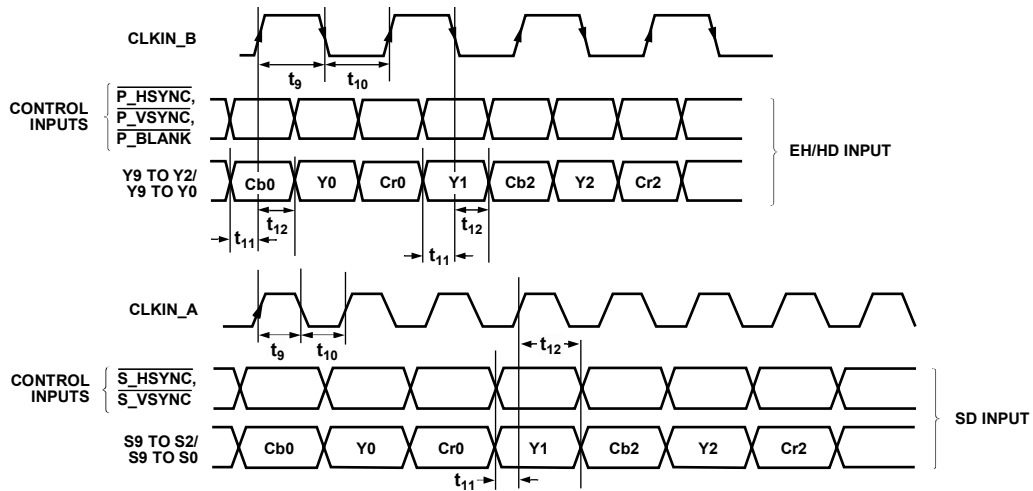 CLKIN_B
t9
t10
CONTROL
INPUTS
P_HSYNC,
P_VSYNC,
P_BLANK
EH/HD INPUT
Y9 TO Y2/
Y9 TO Y0
Cb0
Y0
Cr0
Y1
Cb2
Y2
Cr2
t12
t12
t11
t11
CLKIN_A
t9
t10
t12
CONTROL
INPUTS
S_HSYNC,
S_VSYNC
SD INPUT
S9 TO S2/
S9 TO S0
Cb0
Y0
Cr0
Y1
Cb2
Y2
Cr2
t11